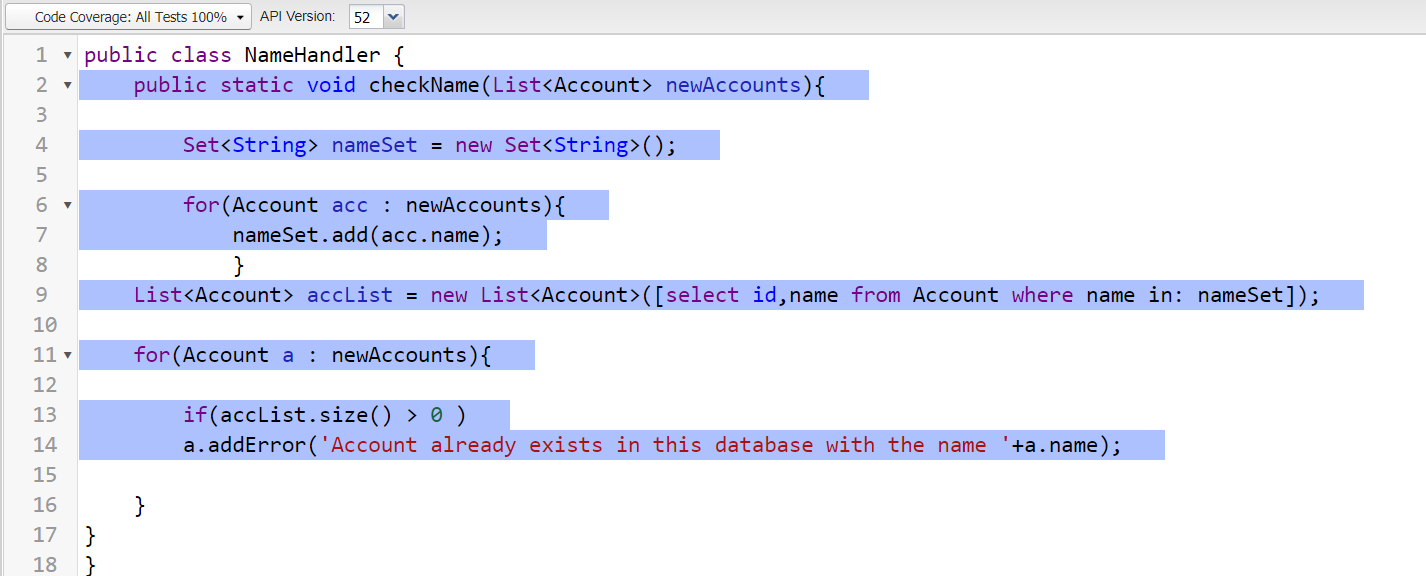 Code Coverage: All Tests 100% API Version: 52
1 public class NameHandler {
2 public static void checkName(List<Account> newAccounts){
3
4 Set<String> nameSet = new Set<String>();
5
6 for(Account acc : newAccounts){
7 nameSet.add(acc.name);
8 }
9 List<Account> accList = new List<Account>([select id,name from Account where name in: nameSet]);
10
11 for(Account a : newAccounts){
12
13 if(accList.size() > 0 )
14 a.addError('Account already exists in this database with the name '+a.name);
15
16 }
17 }
18 }